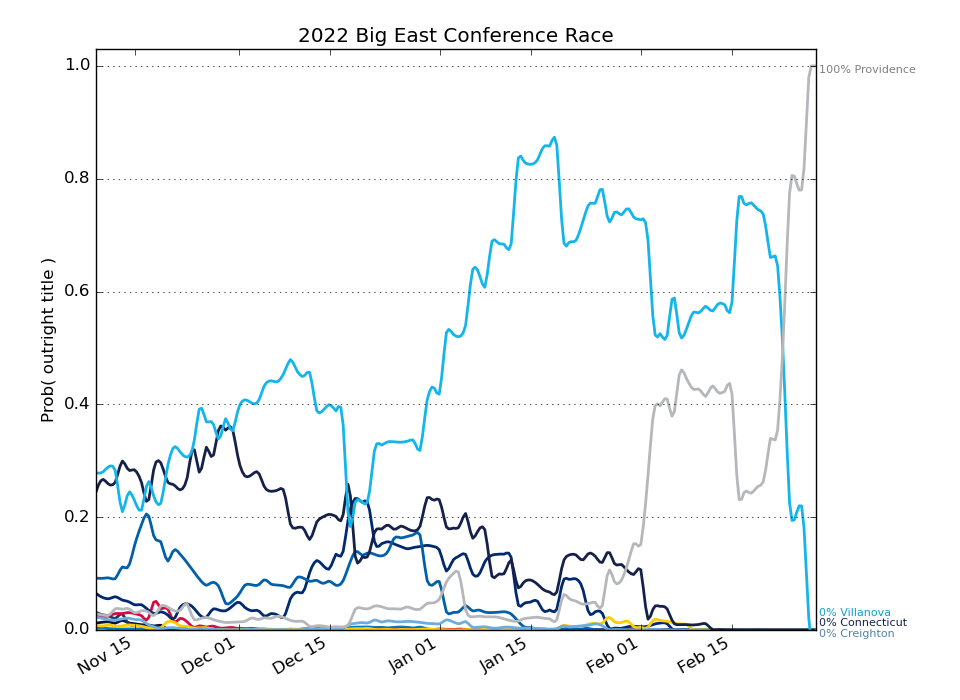 2022 Big East Conference Race
Prob( outright title )
1.0
0.8
0.6
0.4
0.2
0.0
100% Providence
0% Villanova
0% Connecticut
0% Creighton
Nov 15
Dec 01
Dec 15
Jan 01
Jan 15
Feb 01
Feb 15